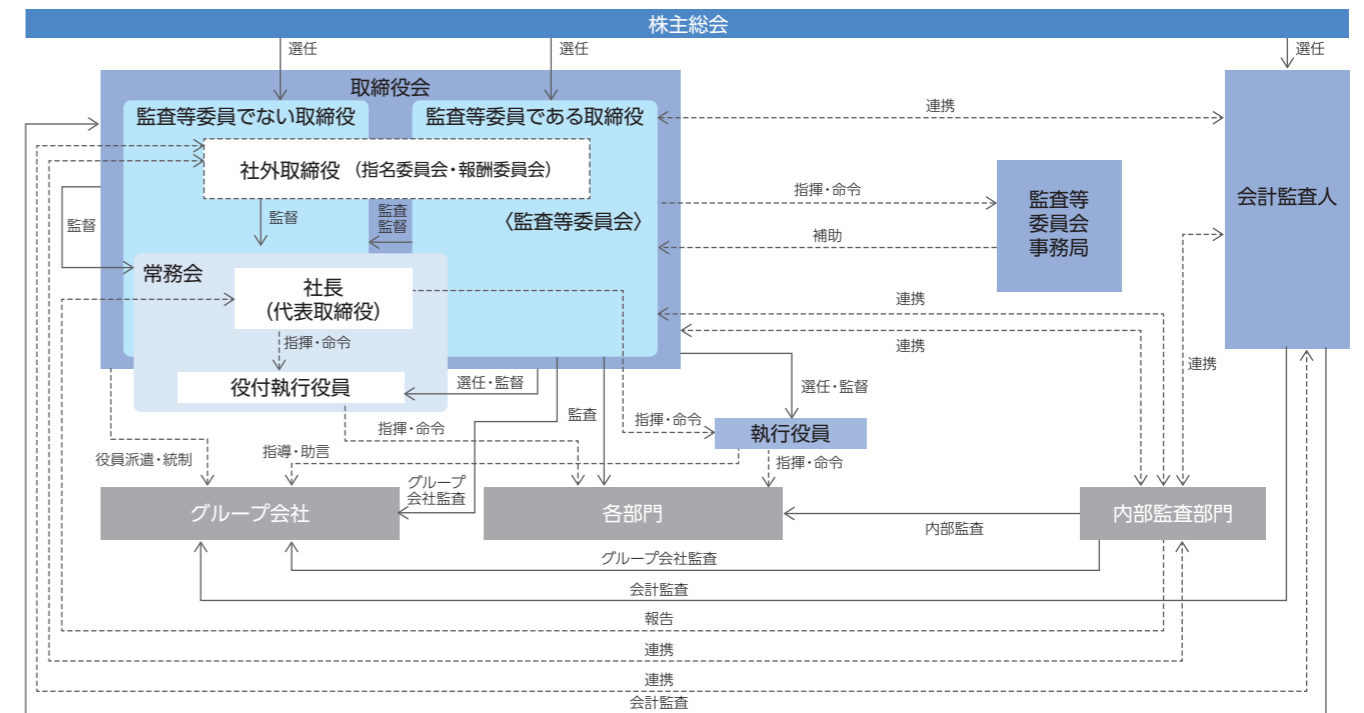 株主総会
選任
選任
選任
取締役会
監査等委員でない取締役
監査等委員である取締役
連携
社外取締役（指名委員会・報酬委員会）
指揮・命令
監査等
委員会
事務局
会計監査人
監督
監督
監査
監督
〈監査等委員会〉
補助
常務会
社長
（代表取締役）
連携
指揮・命令
連携
連携
役付執行役員
選任・監督
選任・監督
監査
指揮・命令
指揮・命令
執行役員
役員派遣・統制
指導・助言
指揮・命令
グループ
会社監査
グループ会社
各部門
内部監査部門
内部監査
グループ会社監査
会計監査
報告
連携
連携
会計監査